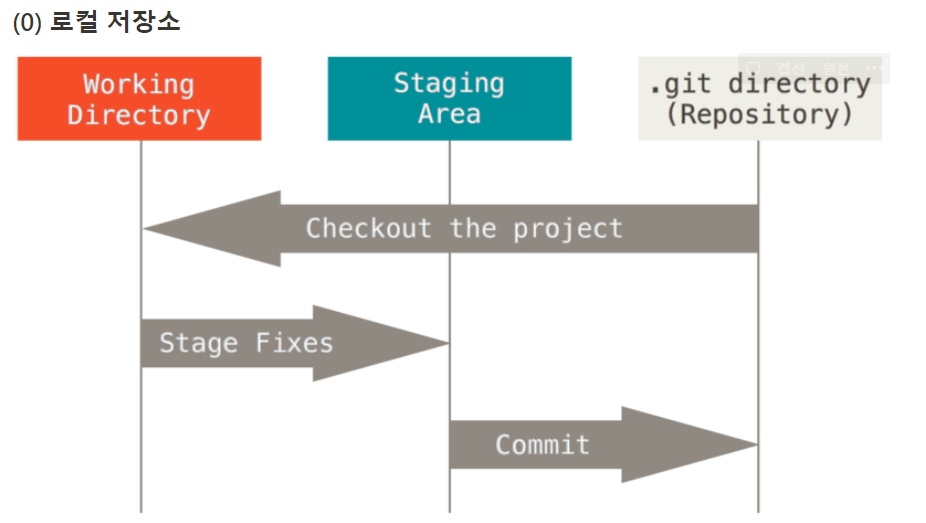 (0) 로컬 저장소
Working
Directory
Staging
Area
캡션 원본
.git directory
(Repository)
Checkout the project
Stage Fixes
Commit